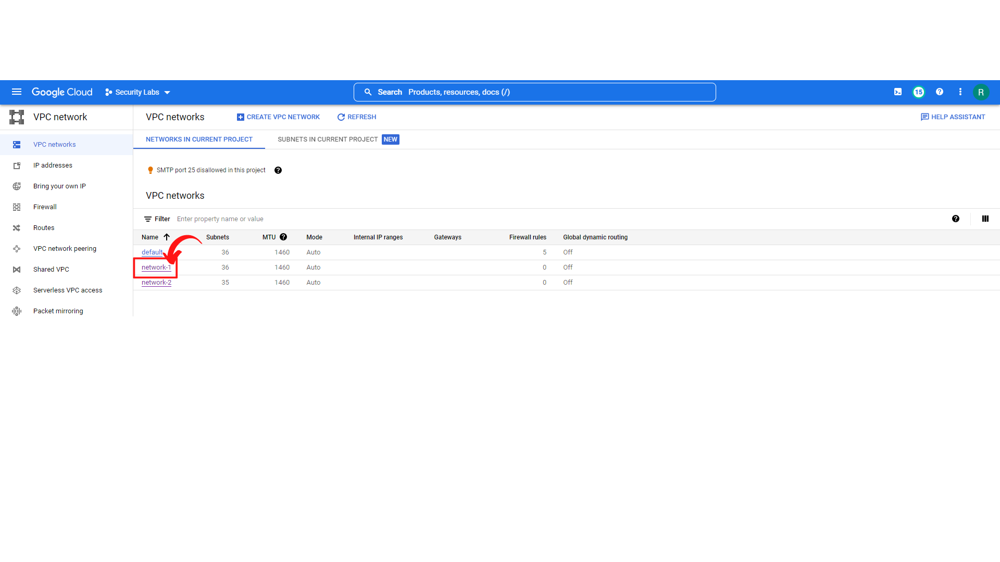 Google Cloud Security Labs Search Products, resources, docs (/) 15 R
VPC network
VPC networks
IP addresses
Bring your own IP
Firewall
Routes
VPC network peering
Shared VPC
Serverless VPC access
Packet mirroring
VPC networks CREATE VPC NETWORK REFRESH HELP ASSISTANT
NETWORKS IN CURRENT PROJECT SUBNETS IN CURRENT PROJECT NEW
SMTP port 25 disallowed in this project
VPC networks
Filter Enter property name or value
Name Subnets MTU Mode Internal IP ranges Gateways Firewall rules Global dynamic routing
default 36 1460 Auto 5 Off
network-1 36 1460 Auto 0 Off
network-2 35 1460 Auto 0 Off